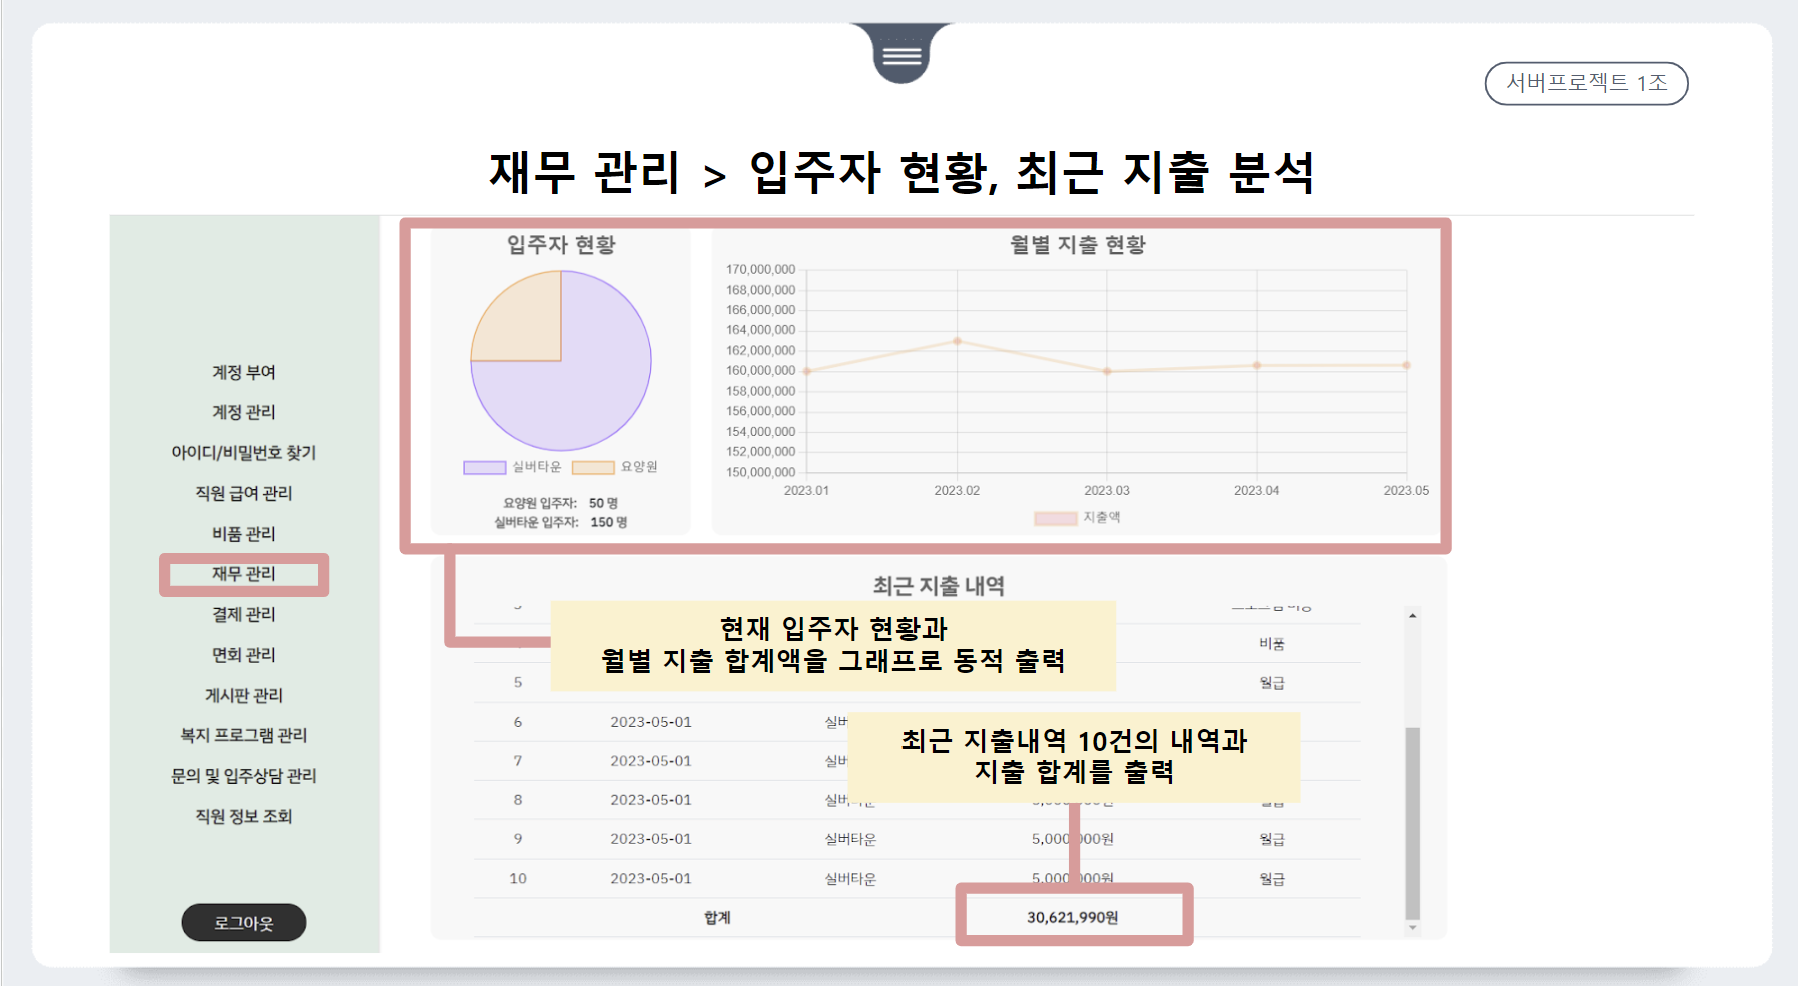 서버프로젝트 1조
재무 관리 > 입주자 현황, 최근 지출 분석
계정 부여
계정 관리
아이디/비밀번호 찾기
직원 급여 관리
비품 관리
재무 관리
결제 관리
면회 관리
게시판 관리
복지 프로그램 관리
문의 및 입주상담 관리
직원 정보 조회
로그아웃
입주자 현황
실버타운 요양원
요양원 입주자: 50 명
실버타운 입주자: 150 명
월별 지출 현황
170,000,000
168,000,000
166,000,000
164,000,000
162,000,000
160,000,000
158,000,000
156,000,000
154,000,000
152,000,000
150,000,000
2023.01 2023.02 2023.03 2023.04 2023.05
지출액
최근 지출 내역
현재 입주자 현황과
월별 지출 합계액을 그래프로 동적 출력
비품
5 월급
6 2023-05-01
7 2023-05-01
최근 지출내역 10건의 내역과
지출 합계를 출력
8 2023-05-01
9 2023-05-01 실버타운 5,000,000원 월급
10 2023-05-01 실버타운 5,000,000원 월급
합계 30,621,990원